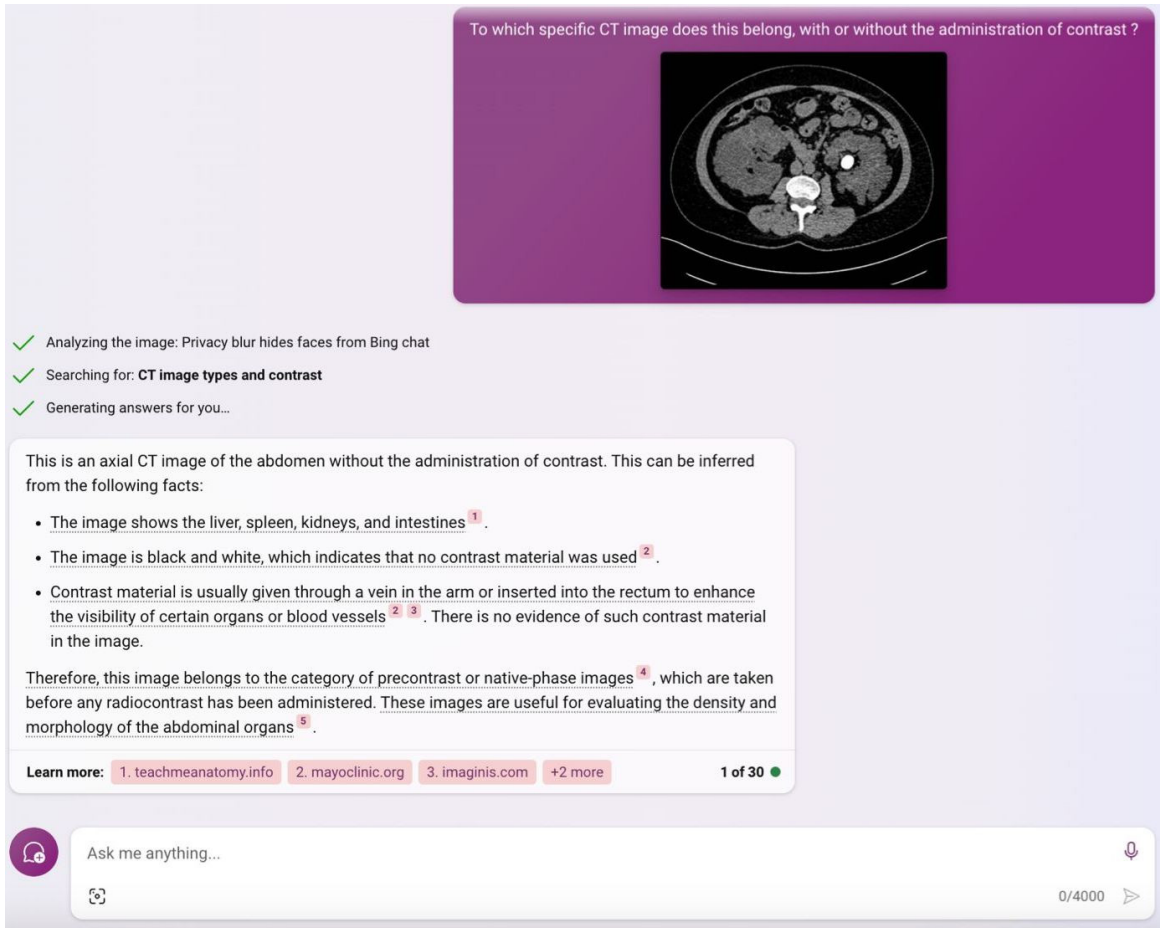 To which specific CT image does this belong, with or without the administration of contrast ?
Analyzing the image: Privacy blur hides faces from Bing chat
Searching for: CT image types and contrast
Generating answers for you...
This is an axial CT image of the abdomen without the administration of contrast. This can be inferred
from the following facts:
• The image shows the liver, spleen, kidneys, and intestines 1 .
• The image is black and white, which indicates that no contrast material was used 2 .
• Contrast material is usually given through a vein in the arm or inserted into the rectum to enhance
the visibility of certain organs or blood vessels 2 3 . There is no evidence of such contrast material
in the image.
Therefore, this image belongs to the category of precontrast or native-phase images 4 , which are taken
before any radiocontrast has been administered. These images are useful for evaluating the density and
morphology of the abdominal organs 5 .
Learn more: 1. teachmeanatomy.info 2. mayoclinic.org 3. imaginis.com +2 more 1 of 30
Ask me anything...
0/4000